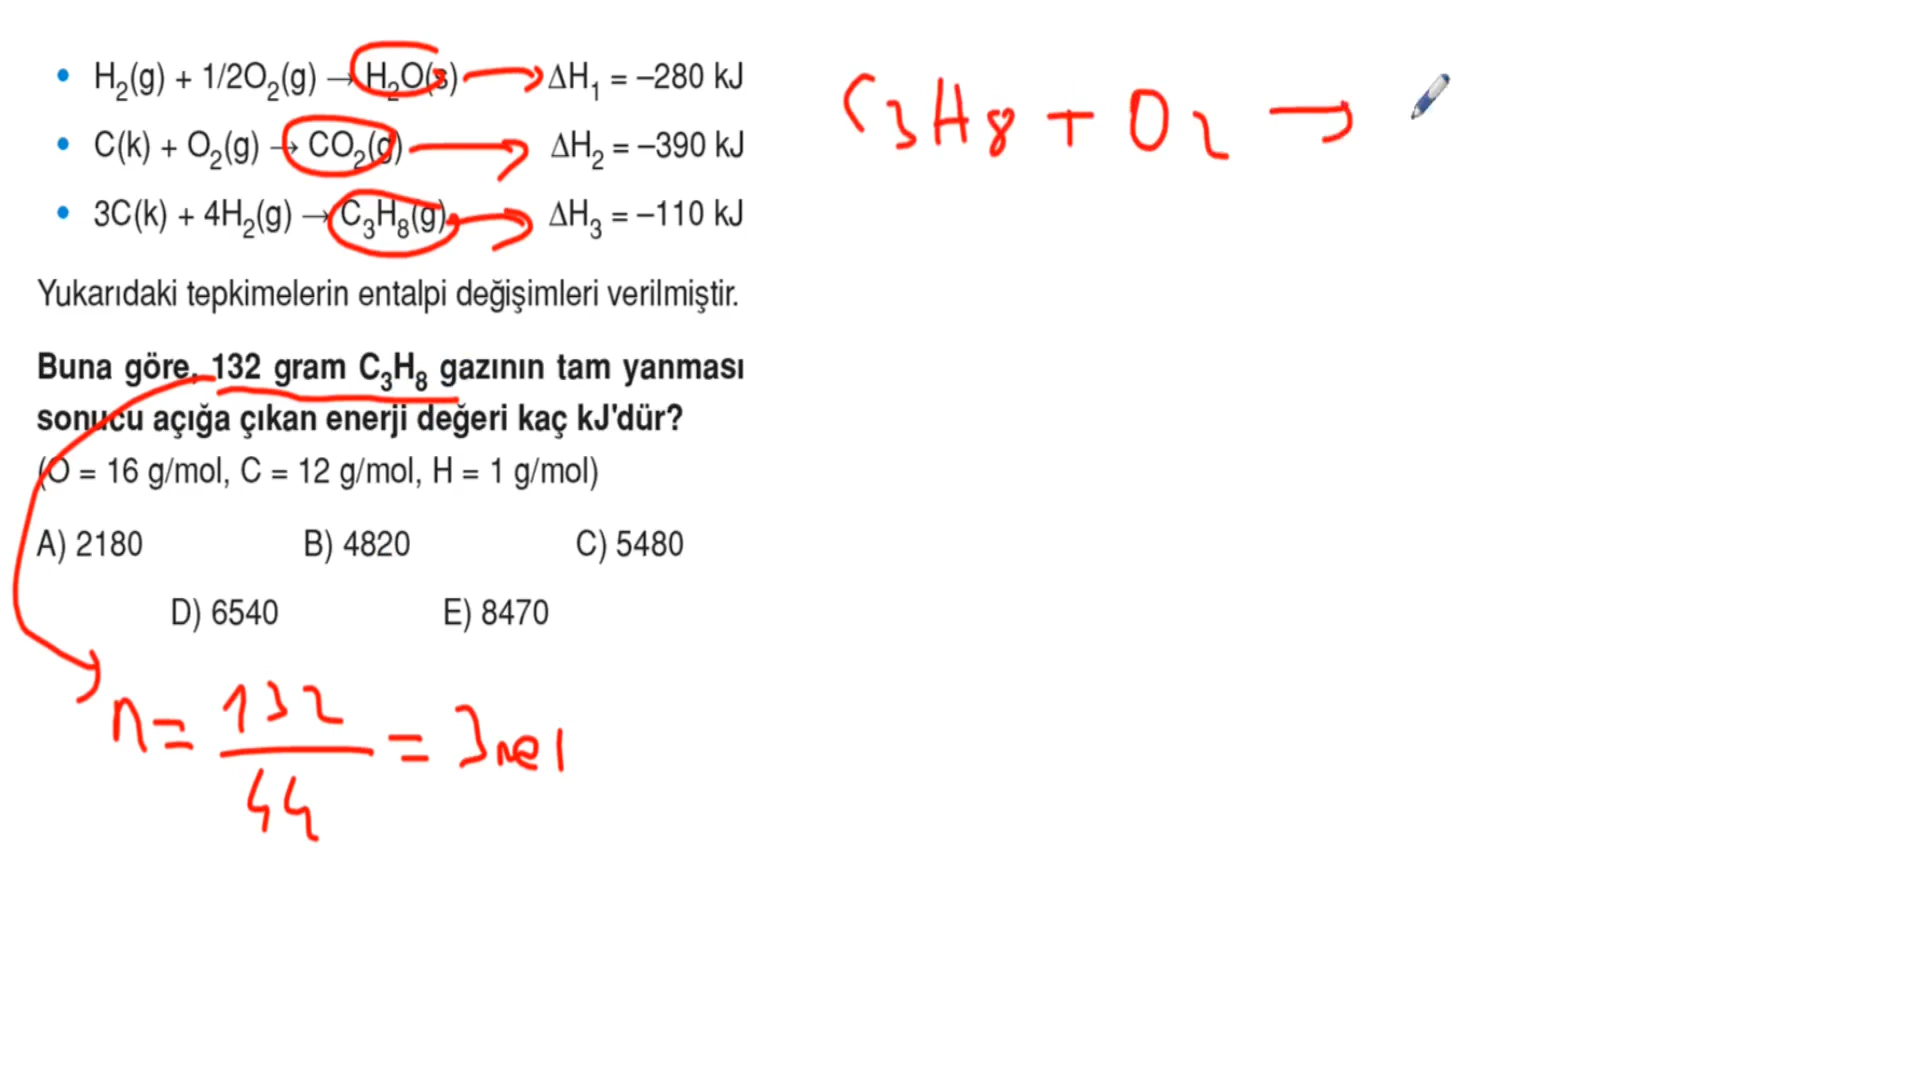 • H₂(g) + 1/2O₂(g) → H₂O(s) ΔH₁ = –280 kJ
• C(k) + O₂(g) → CO₂(g) ΔH₂ = –390 kJ
• 3C(k) + 4H₂(g) → C₃H₈(g) ΔH₃ = –110 kJ
Yukarıdaki tepkimelerin entalpi değişimleri verilmiştir.
Buna göre, 132 gram C₃H₈ gazının tam yanması
sonucu açığa çıkan enerji değeri kaç kJ'dür?
(O = 16 g/mol, C = 12 g/mol, H = 1 g/mol)
A) 2180 B) 4820 C) 5480
D) 6540 E) 8470
n = 132
44
= 3 mol
C3H8 + O2 →